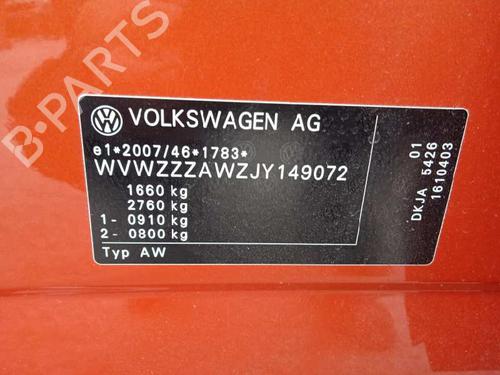 B-PARTS
VOLKSWAGEN AG
e1*2007/46*1783*
WVWZZZAWZJY149072
1660 kg
2760 kg
1- 0910 kg
2- 0800 kg
Typ AW
01
DKJA 5426
1610403